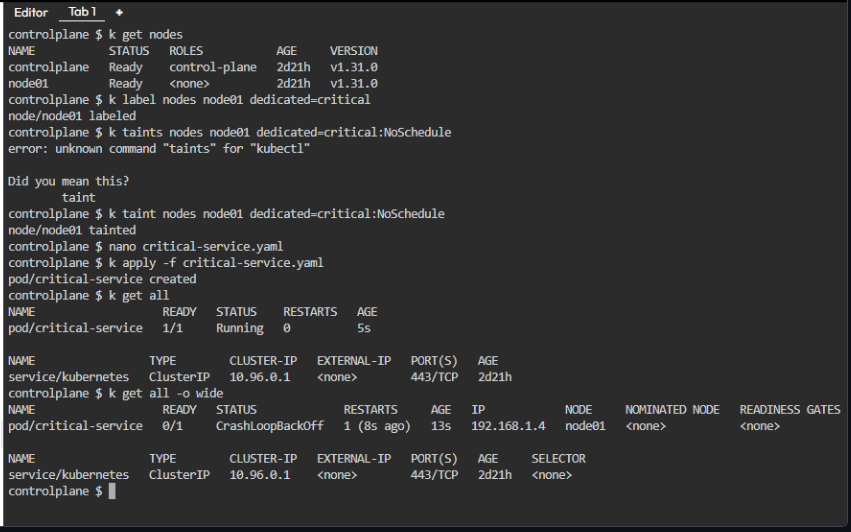 Editor Tab 1 +
controlplane $ k get nodes
NAME STATUS ROLES AGE VERSION
controlplane Ready control-plane 2d21h v1.31.0
node01 Ready <none> 2d21h v1.31.0
controlplane $ k label nodes node01 dedicated=critical
node/node01 labeled
controlplane $ k taints nodes node01 dedicated=critical:NoSchedule
error: unknown command "taints" for "kubectl"
Did you mean this?
taint
controlplane $ k taint nodes node01 dedicated=critical:NoSchedule
node/node01 tainted
controlplane $ nano critical-service.yaml
controlplane $ k apply -f critical-service.yaml
pod/critical-service created
controlplane $ k get all
NAME READY STATUS RESTARTS AGE
pod/critical-service 1/1 Running 0 5s
NAME TYPE CLUSTER-IP EXTERNAL-IP PORT(S) AGE
service/kubernetes ClusterIP 10.96.0.1 <none> 443/TCP 2d21h
controlplane $ k get all -o wide
NAME READY STATUS RESTARTS AGE IP NODE NOMINATED NODE READINESS GATES
pod/critical-service 0/1 CrashLoopBackOff 1 (8s ago) 13s 192.168.1.4 node01 <none> <none>
NAME TYPE CLUSTER-IP EXTERNAL-IP PORT(S) AGE SELECTOR
service/kubernetes ClusterIP 10.96.0.1 <none> 443/TCP 2d21h <none>
controlplane $